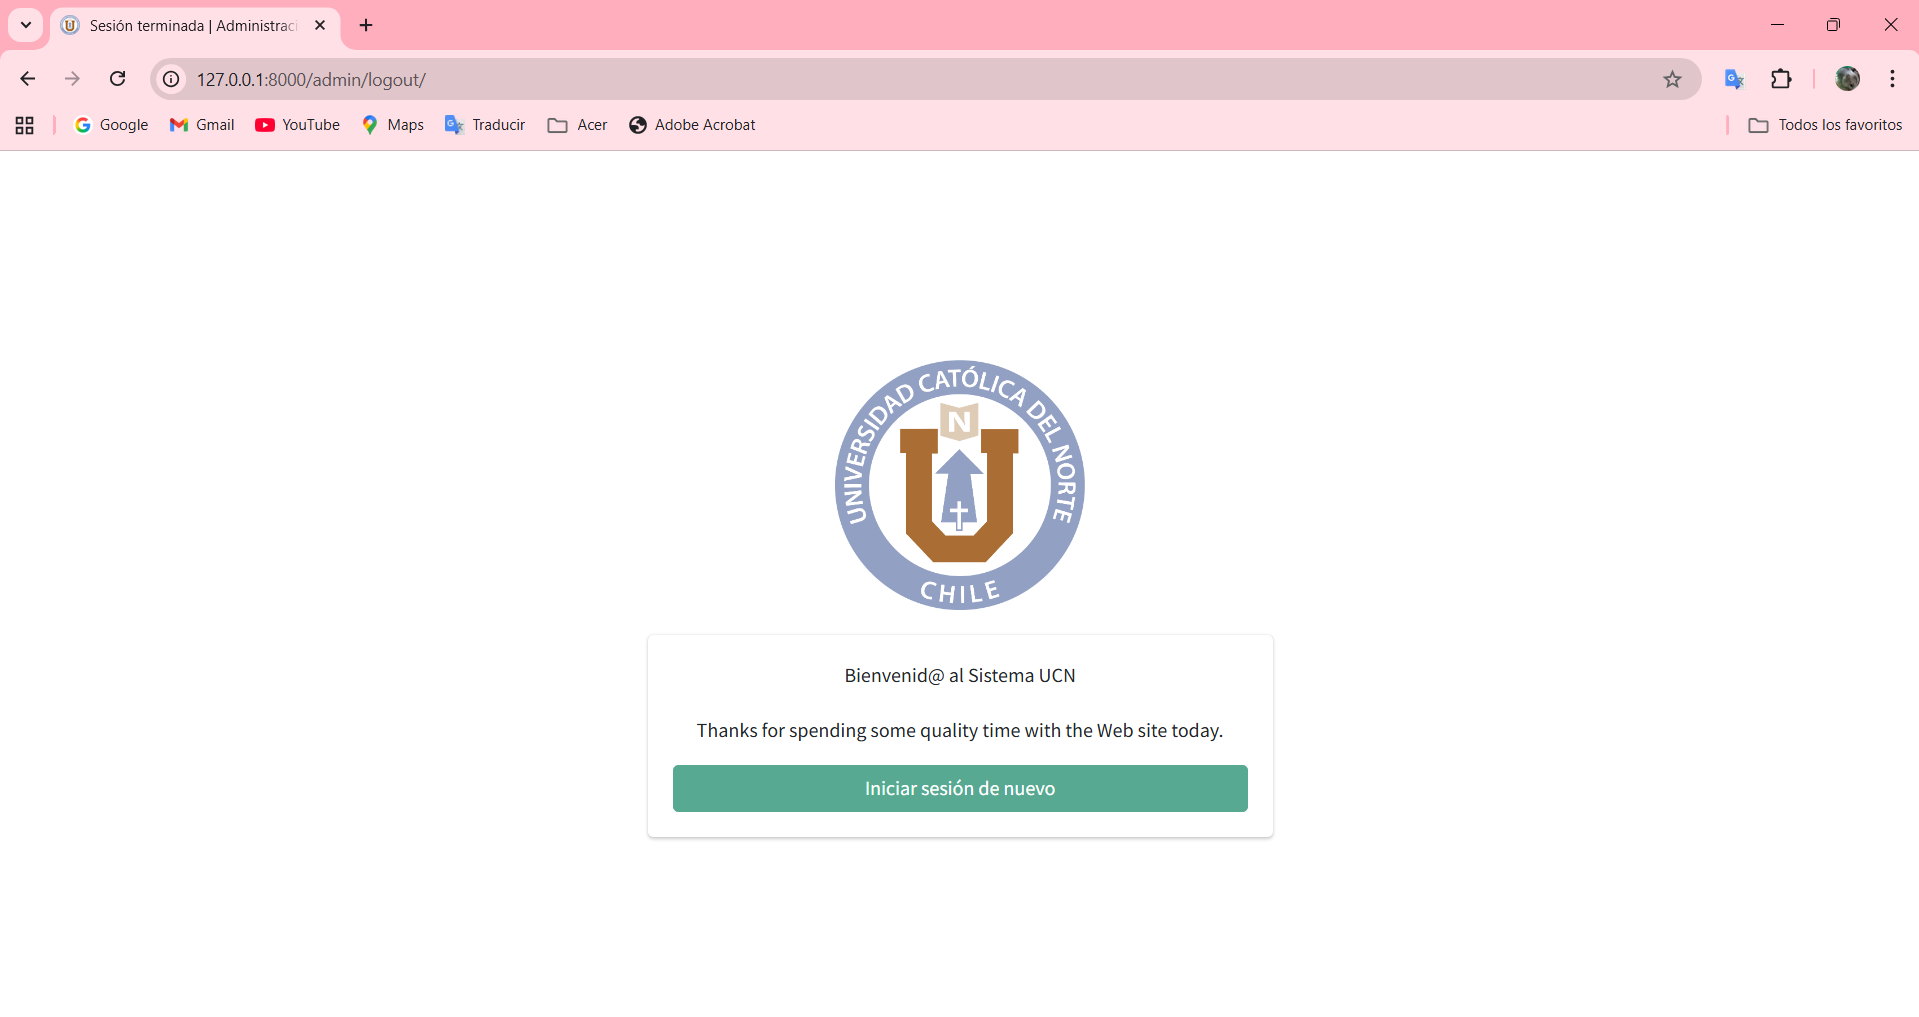 Sesión terminada | Administraci
127.0.0.1:8000/admin/logout/
Google
Gmail
YouTube
Maps
Traducir
Acer
Adobe Acrobat
Todos los favoritos
UNIVERSIDAD CATÓLICA DEL NORTE
N
U
CHILE
Bienvenid@ al Sistema UCN
Thanks for spending some quality time with the Web site today.
Iniciar sesión de nuevo